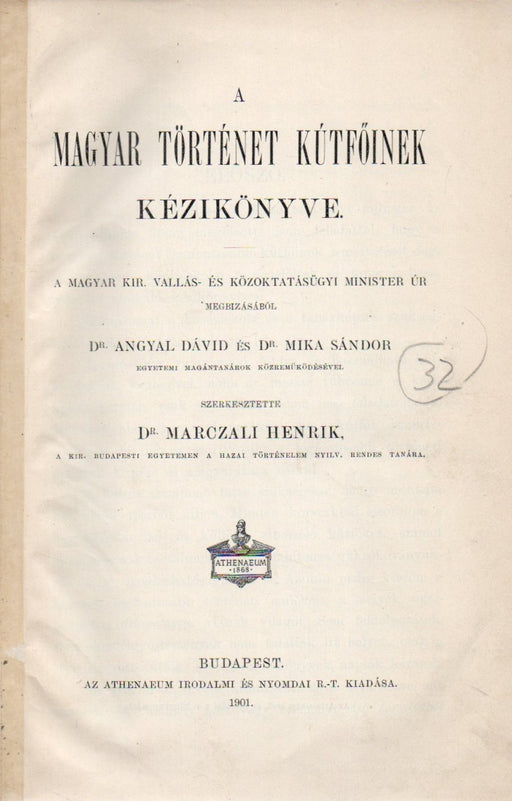 A
MAGYAR TÖRTÉNET KÚTFŐINEK
KÉZIKÖNYVE.
A MAGYAR KIR. VALLÁS- ÉS KÖZOKTATÁSÜGYI MINISTER ÚR
MEGBIZÁSÁBÓL
DR. ANGYAL DÁVID ÉS DR. MIKA SÁNDOR
EGYETEMI MAGÁNTANÁROK KÖZREMŰKÖDÉSÉVEL
32
SZERKESZTETTE
DR. MARCZALI HENRIK,
A KIR. BUDAPESTI EGYETEMEN A HAZAI TÖRTÉNELEM NYILV. RENDES TANÁRA.
ATHENAEUM
·1868·
BUDAPEST.
AZ ATHENAEUM IRODALMI ÉS NYOMDAI R.-T. KIADÁSA.
1901.